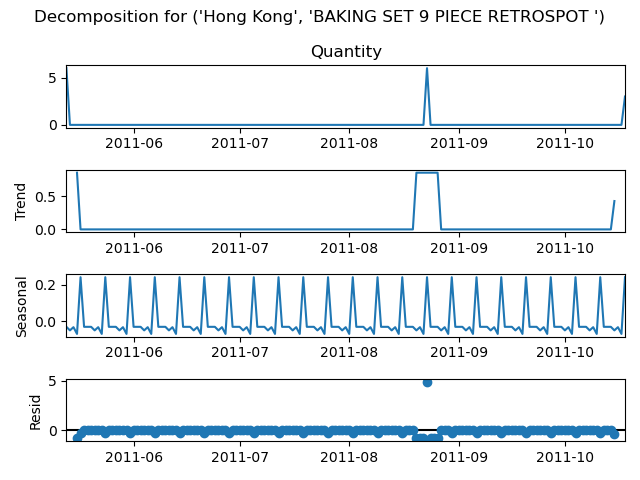 Decomposition for ('Hong Kong', 'BAKING SET 9 PIECE RETROSPOT ')
Quantity
5
0
2011-06 2011-07 2011-08 2011-09 2011-10
Trend
0.5
0.0
2011-06 2011-07 2011-08 2011-09 2011-10
Seasonal
0.2
0.0
2011-06 2011-07 2011-08 2011-09 2011-10
Resid
5
0
2011-06 2011-07 2011-08 2011-09 2011-10